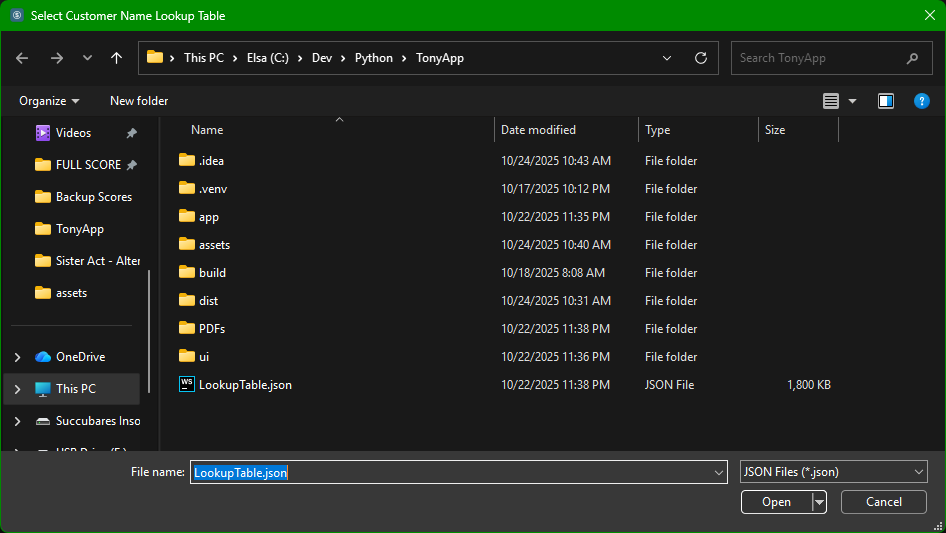 Select Customer Name Lookup Table
This PC Elsa (C:) Dev Python TonyApp
Search TonyApp
Organize New folder
Name Date modified Type Size
Videos
FULL SCORE
Backup Scores
TonyApp
Sister Act - Alter
assets
OneDrive
This PC
Succubares Inso
.idea 10/24/2025 10:43 AM File folder
.venv 10/17/2025 10:12 PM File folder
app 10/22/2025 11:35 PM File folder
assets 10/24/2025 10:40 AM File folder
build 10/18/2025 8:08 AM File folder
dist 10/24/2025 10:31 AM File folder
PDFs 10/22/2025 11:38 PM File folder
ui 10/22/2025 11:36 PM File folder
WS LookupTable.json 10/22/2025 11:38 PM JSON File 1,800 KB
File name: LookupTable.json JSON Files (*.json)
Open Cancel